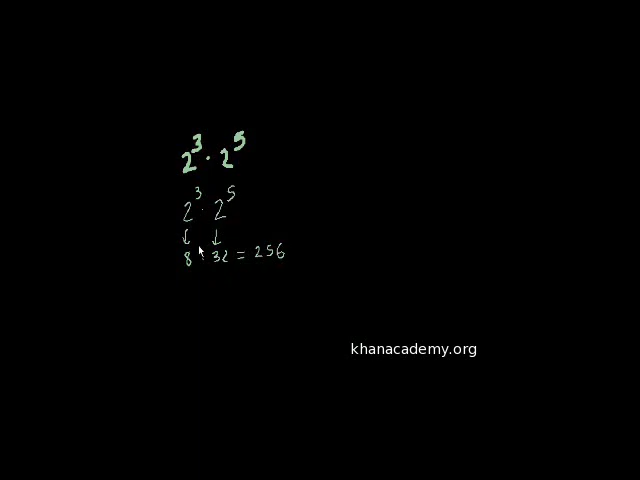 2³ · 2⁵
2³ · 2⁵
↓ ↓
8 · 32 = 256
khanacademy.org